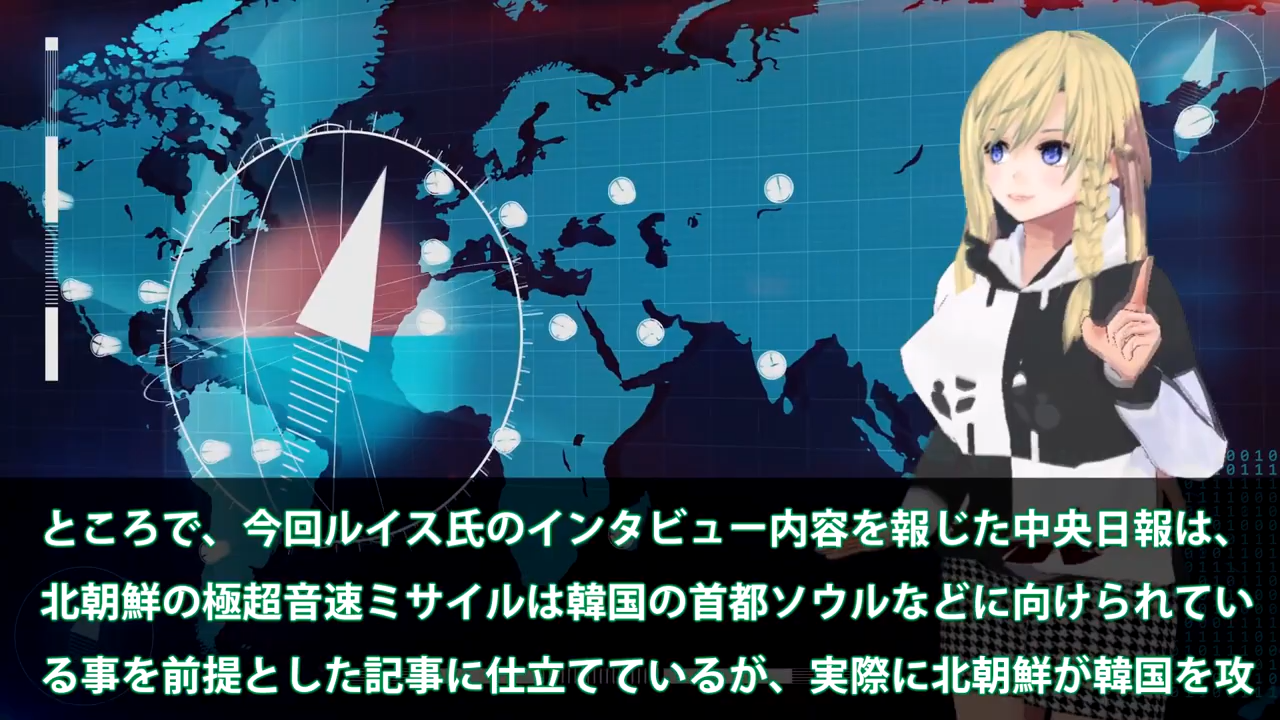 0010
10111
ところで、今回ルイス氏のインタビュー内容を報じた中央日報は、
北朝鮮の極超音速ミサイルは韓国の首都ソウルなどに向けられてい
る事を前提とした記事に仕立てているが、実際に北朝鮮が韓国を攻